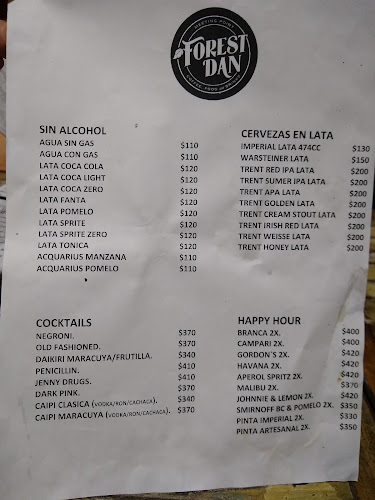 MEETING POINT
FOREST
DAN
COFFEE, FOOD AND DRINKS
SIN ALCOHOL
AGUA SIN GAS $110
AGUA CON GAS $110
LATA COCA COLA $120
LATA COCA LIGHT $120
LATA COCA ZERO $120
LATA FANTA $120
LATA POMELO $120
LATA SPRITE $120
LATA SPRITE ZERO $120
LATA TONICA $120
ACQUARIUS MANZANA $110
ACQUARIUS POMELO $110
CERVEZAS EN LATA
IMPERIAL LATA 474CC $130
WARSTEINER LATA $150
TRENT RED IPA LATA $200
TRENT SUMER IPA LATA $200
TRENT APA LATA $200
TRENT GOLDEN LATA $200
TRENT CREAM STOUT LATA $200
TRENT IRISH RED LATA $200
TRENT WEISSE LATA $200
TRENT HONEY LATA $200
COCKTAILS
NEGRONI. $370
OLD FASHIONED. $370
DAIKIRI MARACUYA/FRUTILLA. $340
PENICILLIN. $410
JENNY DRUGS. $410
DARK PINK. $370
CAIPI CLASICA (VODKA/RON/CACHACA). $340
CAIPI MARACUYA (VODKA/RON/CACHACA). $370
HAPPY HOUR
BRANCA 2X. $400
CAMPARI 2X. $400
GORDON´S 2X. $420
HAVANA 2X. $420
APEROL SPRITZ 2X. $420
MALIBU 2X. $370
JOHNNIE & LEMON 2X. $420
SMIRNOFF BC & POMELO 2X. $350
PINTA IMPERIAL 2X. $330
PINTA ARTESANAL 2X. $350